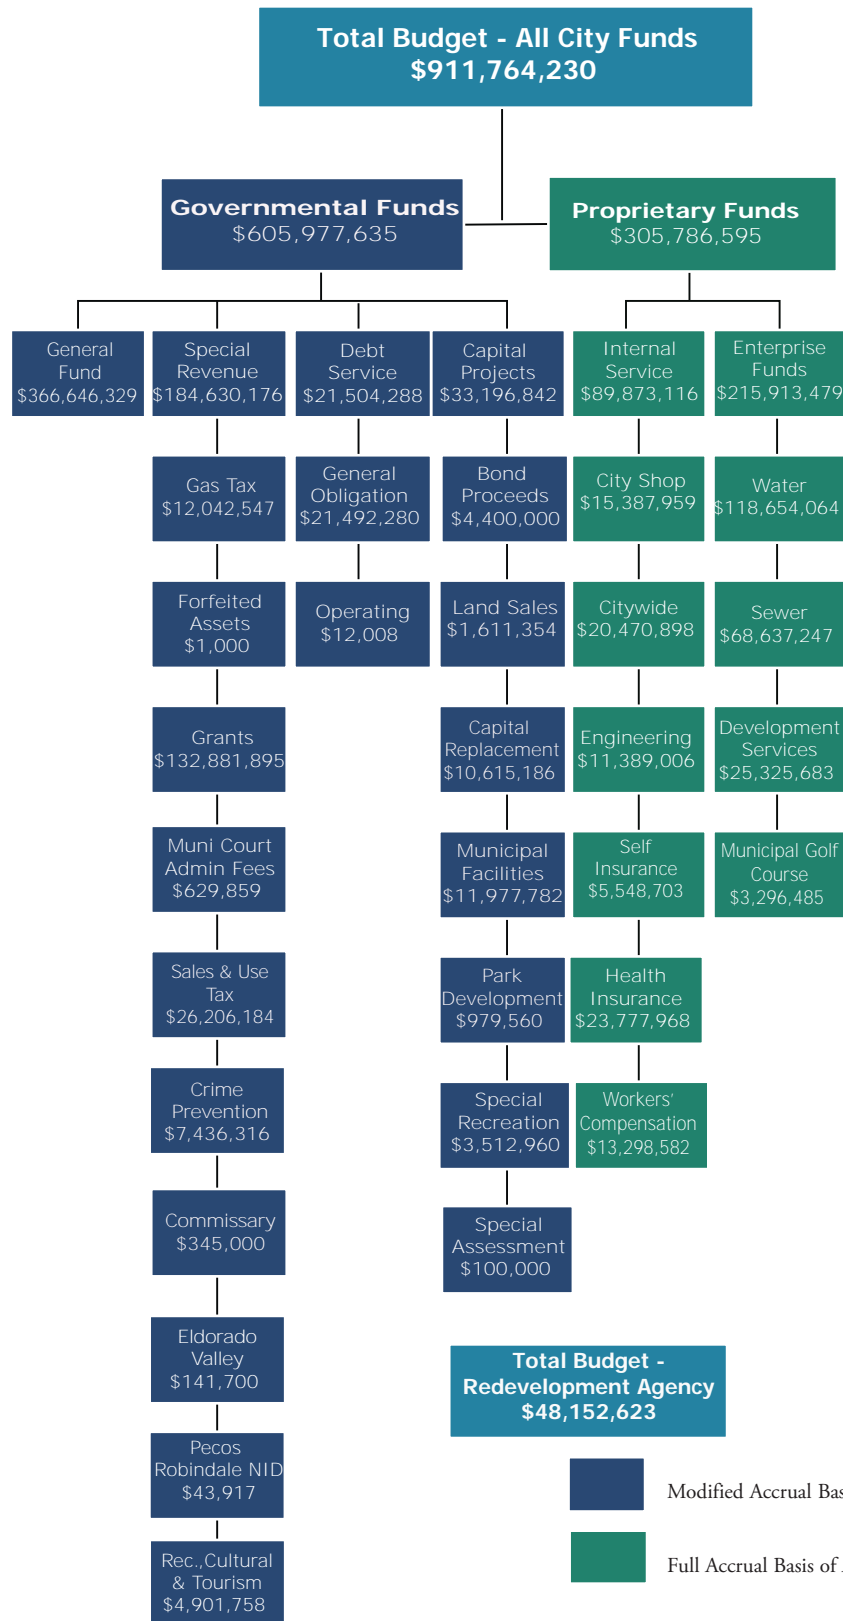 Total Budget - All City Funds
$911,764,230
Governmental Funds
$605,977,635
Proprietary Funds
$305,786,595
General
Fund
$366,646,329
Special
Revenue
$184,630,176
Debt
Service
$21,504,288
Capital
Projects
$33,196,842
Internal
Service
$89,873,116
Enterprise
Funds
$215,913,479
Gas Tax
$12,042,547
General
Obligation
$21,492,280
Bond
Proceeds
$4,400,000
City Shop
$15,387,959
Water
$118,654,064
Forfeited
Assets
$1,000
Operating
$12,008
Land Sales
$1,611,354
Citywide
$20,470,898
Sewer
$68,637,247
Grants
$132,881,895
Capital
Replacement
$10,615,186
Engineering
$11,389,006
Development
Services
$25,325,683
Muni Court
Admin Fees
$629,859
Municipal
Facilities
$11,977,782
Self
Insurance
$5,548,703
Municipal Golf
Course
$3,296,485
Sales & Use
Tax
$26,206,184
Park
Development
$979,560
Health
Insurance
$23,777,968
Crime
Prevention
$7,436,316
Special
Recreation
$3,512,960
Workers'
Compensation
$13,298,582
Commissary
$345,000
Special
Assessment
$100,000
Eldorado
Valley
$141,700
Total Budget -
Redevelopment Agency
$48,152,623
Pecos
Robindale NID
$43,917
Modified Accrual Bas
Rec.,Cultural
& Tourism
$4,901,758
Full Accrual Basis of